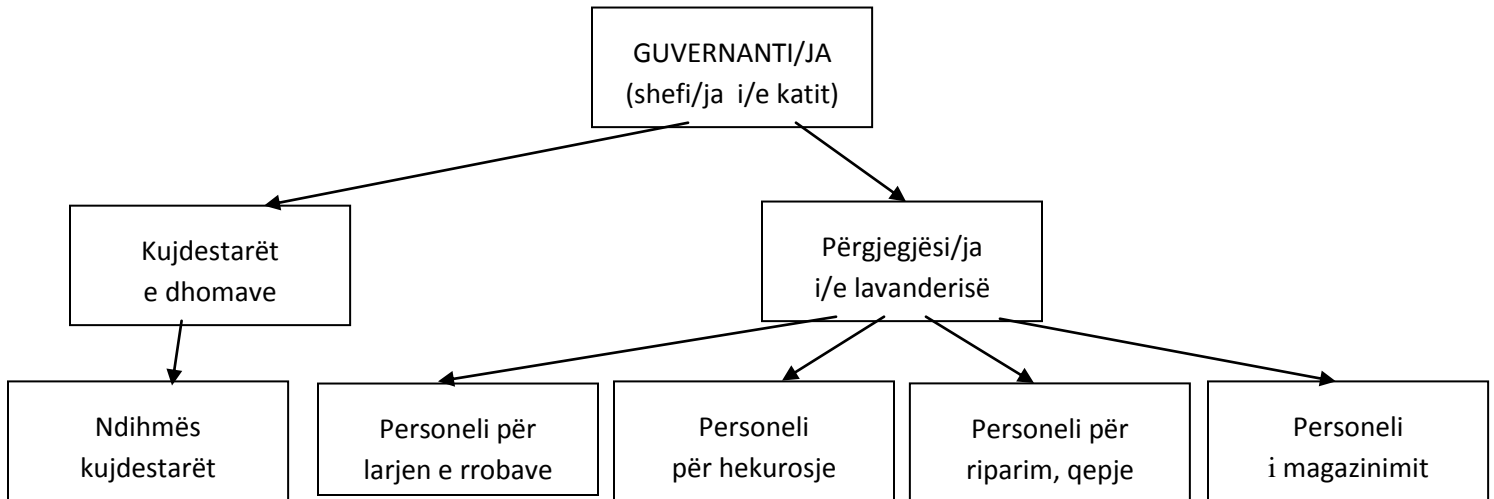 GUVERNANTI/JA
(shefi/ja i/e katit)
Kujdestarët
e dhomave
Përgjegjësi/ja
i/e lavanderisë
Ndihmës
kujdestarët
Personeli për
larjen e rrobave
Personeli
për hekurosje
Personeli për
riparim, qepje
Personeli
i magazinimit